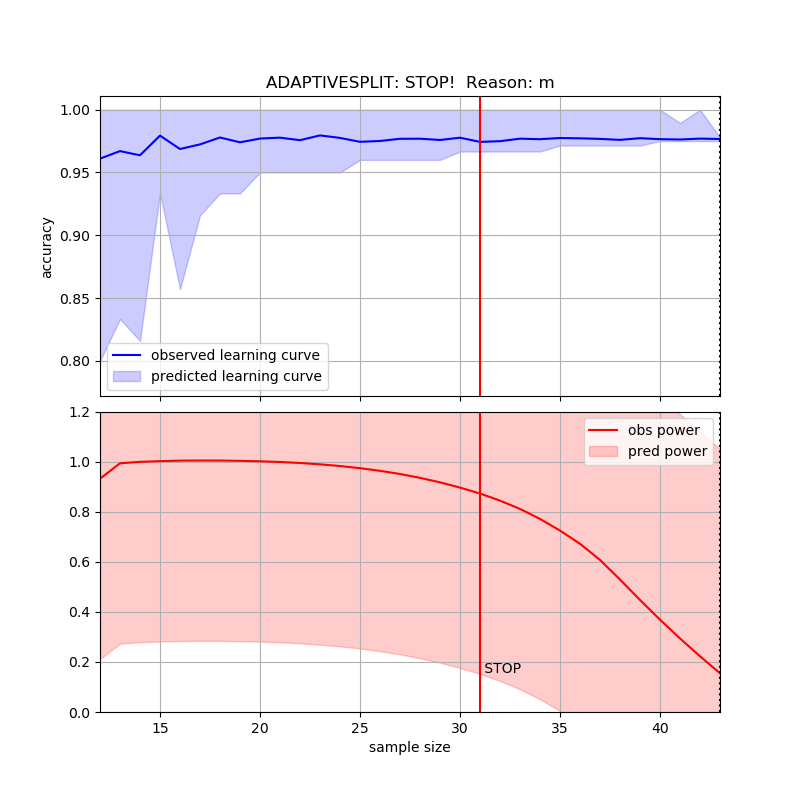 ADAPTIVESPLIT: STOP!  Reason: m
1.00
0.95
0.90
0.85
0.80
accuracy
observed learning curve
predicted learning curve
1.2
1.0
0.8
0.6
0.4
0.2
0.0
obs power
pred power
STOP
15 20 25 30 35 40
sample size